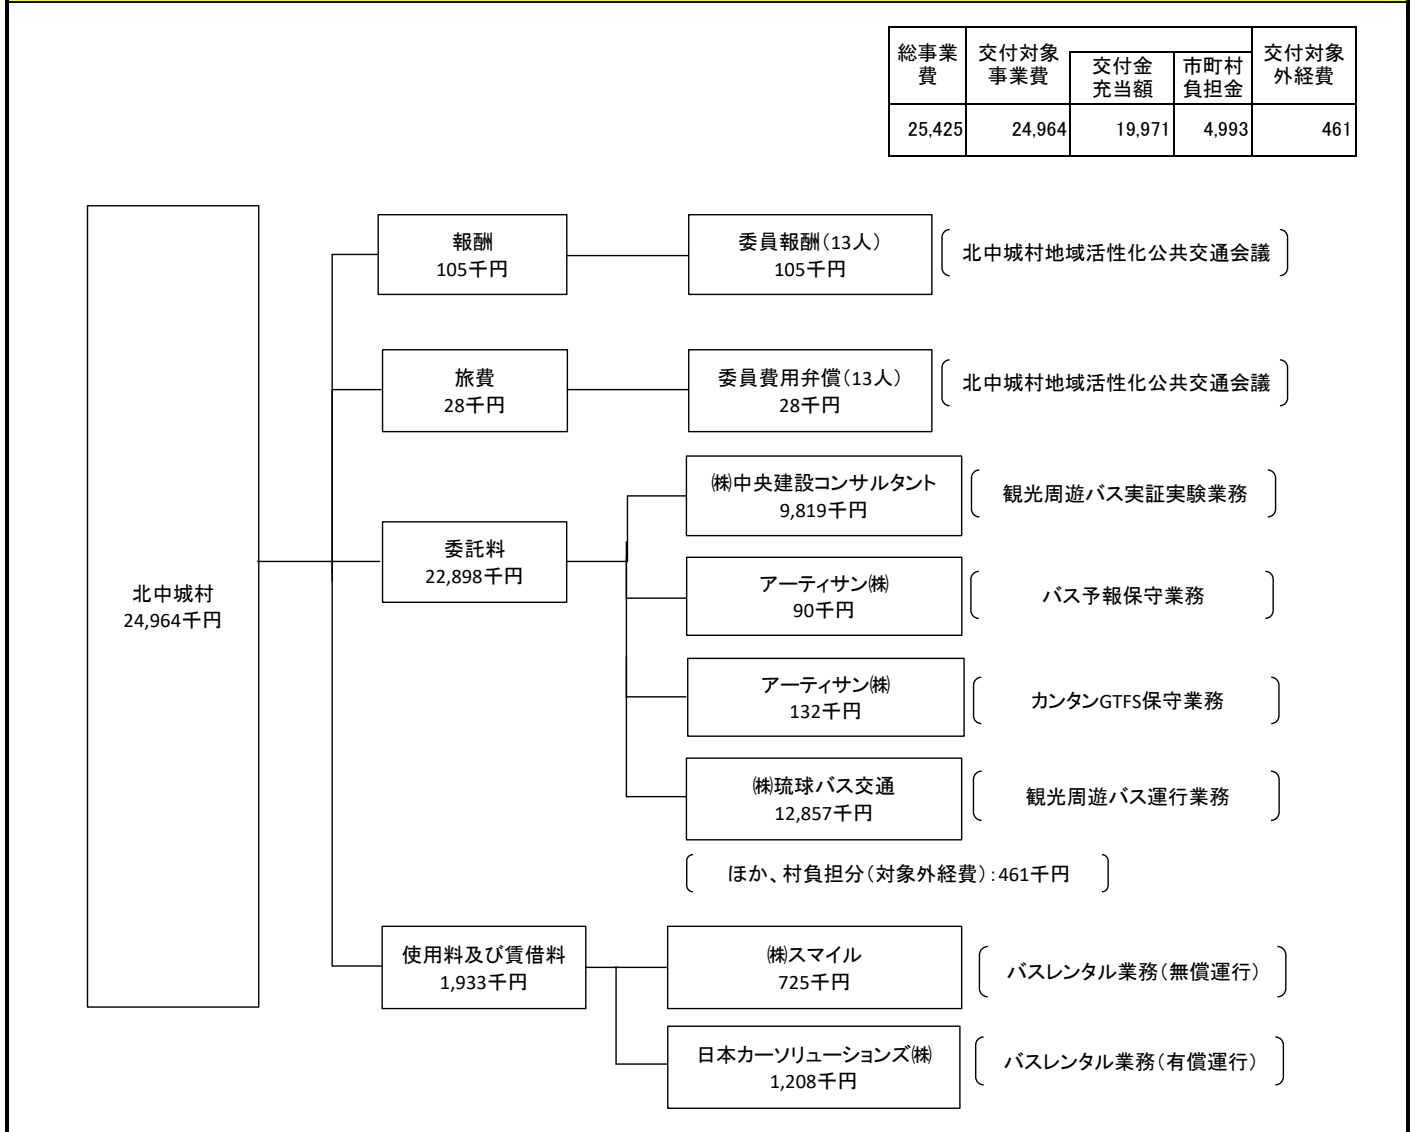 総事業
費
交付対象
事業費
交付金
充当額
市町村
負担金
交付対象
外経費
25,425
24,964
19,971
4,993
461
北中城村
24,964千円
報酬
105千円
委員報酬(13人)
105千円
北中城村地域活性化公共交通会議
旅費
28千円
委員費用弁償(13人)
28千円
北中城村地域活性化公共交通会議
委託料
22,898千円
㈱中央建設コンサルタント
9,819千円
観光周遊バス実証実験業務
アーティサン㈱
90千円
バス予報保守業務
アーティサン㈱
132千円
カンタンGTFS保守業務
㈱琉球バス交通
12,857千円
観光周遊バス運行業務
ほか、村負担分(対象外経費):461千円
使用料及び賃借料
1,933千円
㈱スマイル
725千円
バスレンタル業務(無償運行)
日本カーソリューションズ㈱
1,208千円
バスレンタル業務(有償運行)